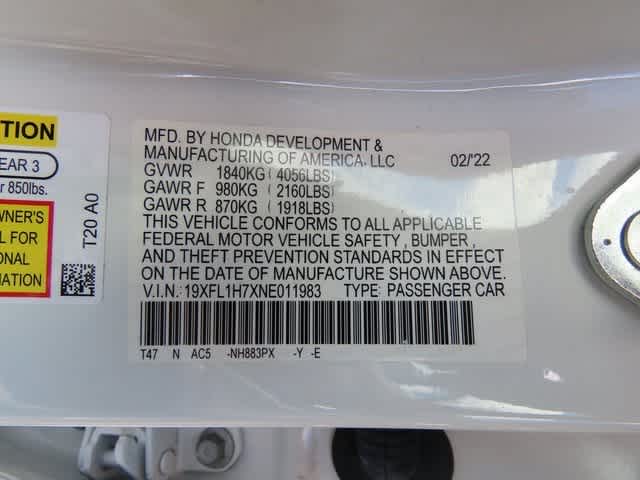 TION
EAR 3
r 850lbs.
WNER'S
L FOR
ONAL
MATION
T20 A0
MFD. BY HONDA DEVELOPMENT &
MANUFACTURING OF AMERICA, LLC 02/'22
GVWR 1840KG (4056LBS)
GAWR F 980KG (2160LBS)
GAWR R 870KG (1918LBS)
THIS VEHICLE CONFORMS TO ALL APPLICABLE
FEDERAL MOTOR VEHICLE SAFETY , BUMPER ,
AND THEFT PREVENTION STANDARDS IN EFFECT
ON THE DATE OF MANUFACTURE SHOWN ABOVE.
V.I.N.: 19XFL1H7XNE011983 TYPE: PASSENGER CAR
T47 N AC5 -NH883PX -Y -E